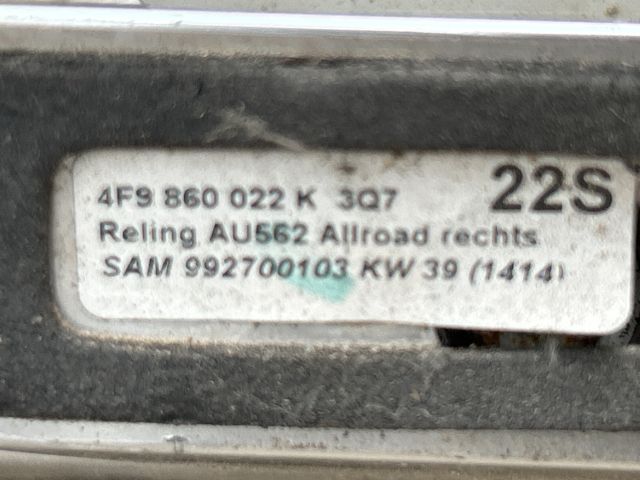 4F9 860 022 K 3Q7 22S
Reling AU562 Allroad rechts
SAM 992700103 KW 39 (1414)